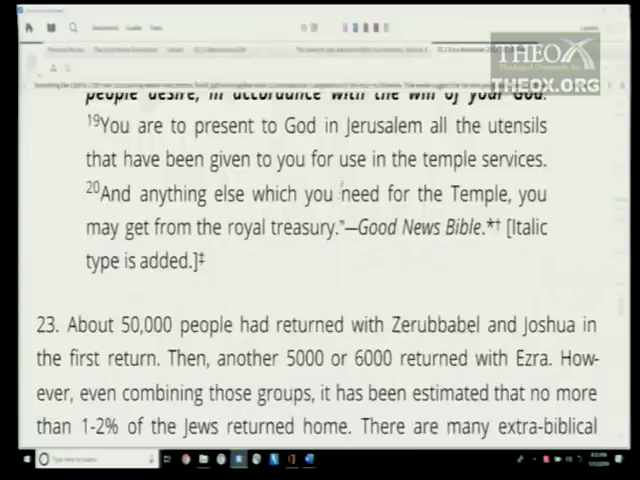 THEOX
THEOX.ORG
people desire, in accordance with the will of your God.
19You are to present to God in Jerusalem all the utensils
that have been given to you for use in the temple services.
20And anything else which you need for the Temple, you
may get from the royal treasury."—Good News Bible.*† [Italic
type is added.]‡
23. About 50,000 people had returned with Zerubbabel and Joshua in
the first return. Then, another 5000 or 6000 returned with Ezra. How-
ever, even combining those groups, it has been estimated that no more
than 1-2% of the Jews returned home. There are many extra-biblical